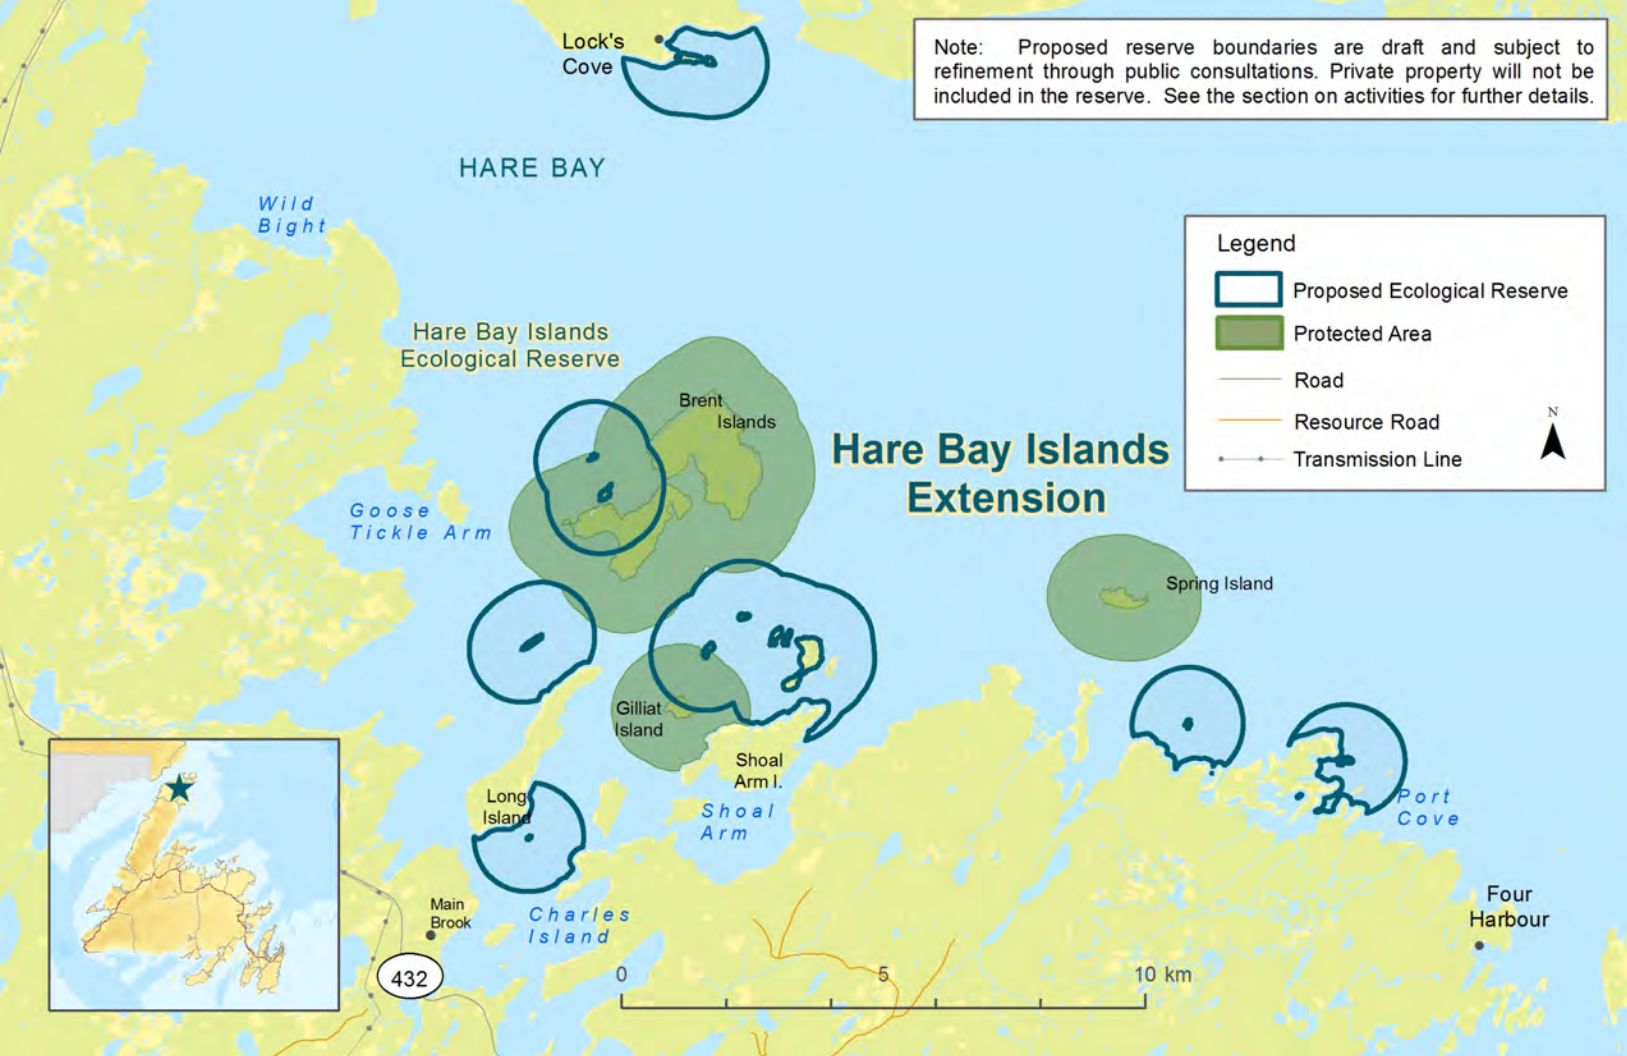 Lock's
Cove
Note: Proposed reserve boundaries are draft and subject to
refinement through public consultations. Private property will not be
included in the reserve. See the section on activities for further details.
HARE BAY
Wild
Bight
Legend
Proposed Ecological Reserve
Protected Area
Road
Resource Road
Transmission Line
N
Hare Bay Islands
Ecological Reserve
Brent
Islands
Hare Bay Islands
Extension
Goose
Tickle Arm
Spring Island
Gilliat
Island
Shoal
Arm I.
Long
Island
Shoal
Arm
Port
Cove
Main
Brook
Charles
Island
Four
Harbour
432
0 5 10 km